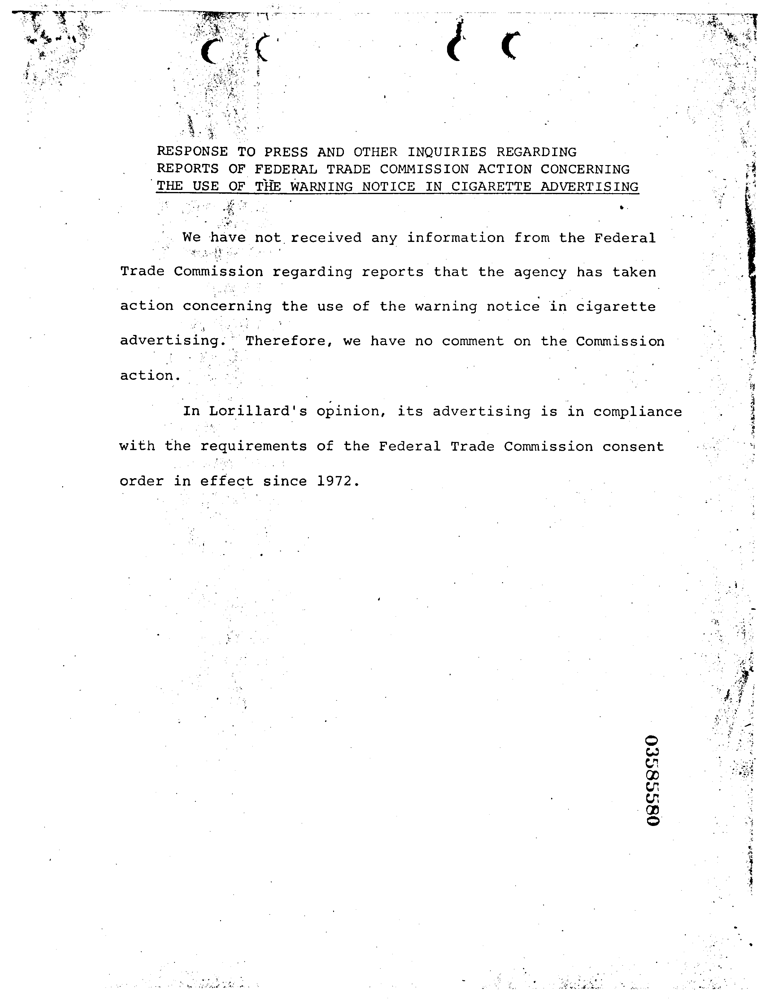 RESPONSE TO PRESS AND OTHER INQUIRIES REGARDING
REPORTS OF FEDERAL TRADE COMMISSION ACTION CONCERNING
THE USE OF THE WARNING NOTICE IN CIGARETTE ADVERTISING
We have not received any information from the Federal
Trade Commission regarding reports that the agency has taken
action concerning the use of the warning notice in cigarette
advertising. Therefore, we have no comment on the Commission
action.
In Lorillard's opinion, its advertising is in compliance
with the requirements of the Federal Trade Commission consent
order in effect since 1972.
03585580